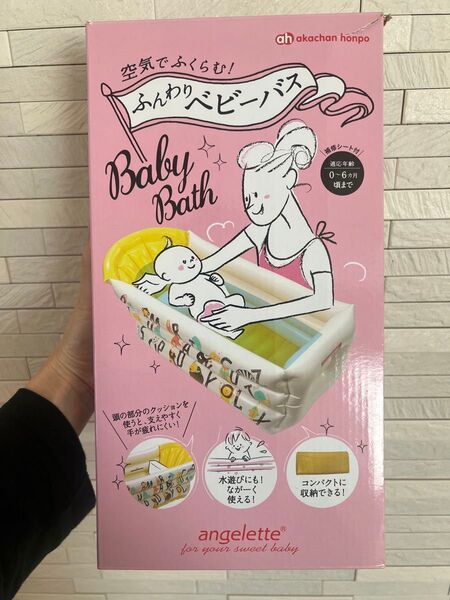 ah akachan honpo
空気でふくらむ!
ふんわりベビーバス
Baby
Bath
補修シート付
適応年齢
0~6カ月
頃まで
頭の部分のクッションを
使うと、支えやすく
手が疲れにくい!
水遊びにも!
なが~く
使える!
コンパクトに
収納できる!
angelette®
for your sweet baby